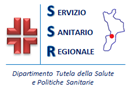 SERVIZIO
SANITARIO
REGIONALE
Dipartimento Tutela della Salute
e Politiche Sanitarie